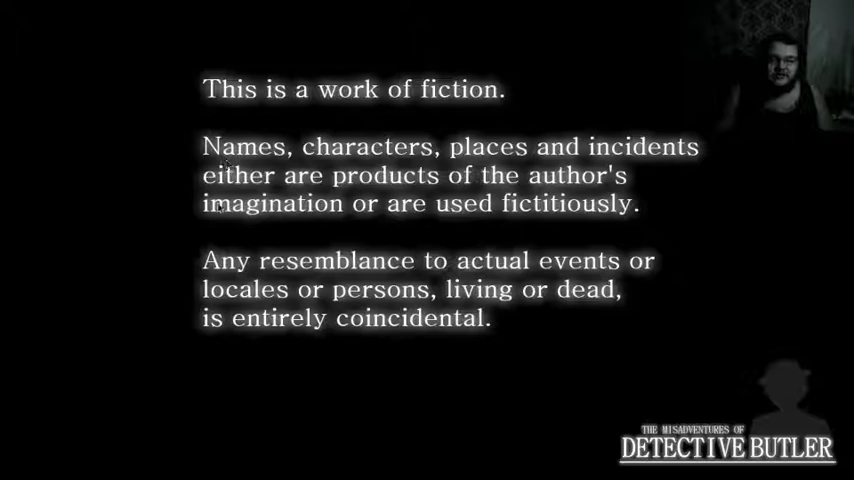 This is a work of fiction.
Names, characters, places and incidents
either are products of the author's
imagination or are used fictitiously.
Any resemblance to actual events or
locales or persons, living or dead,
is entirely coincidental.
THE MISADVENTURES OF
DETECTIVE BUTLER